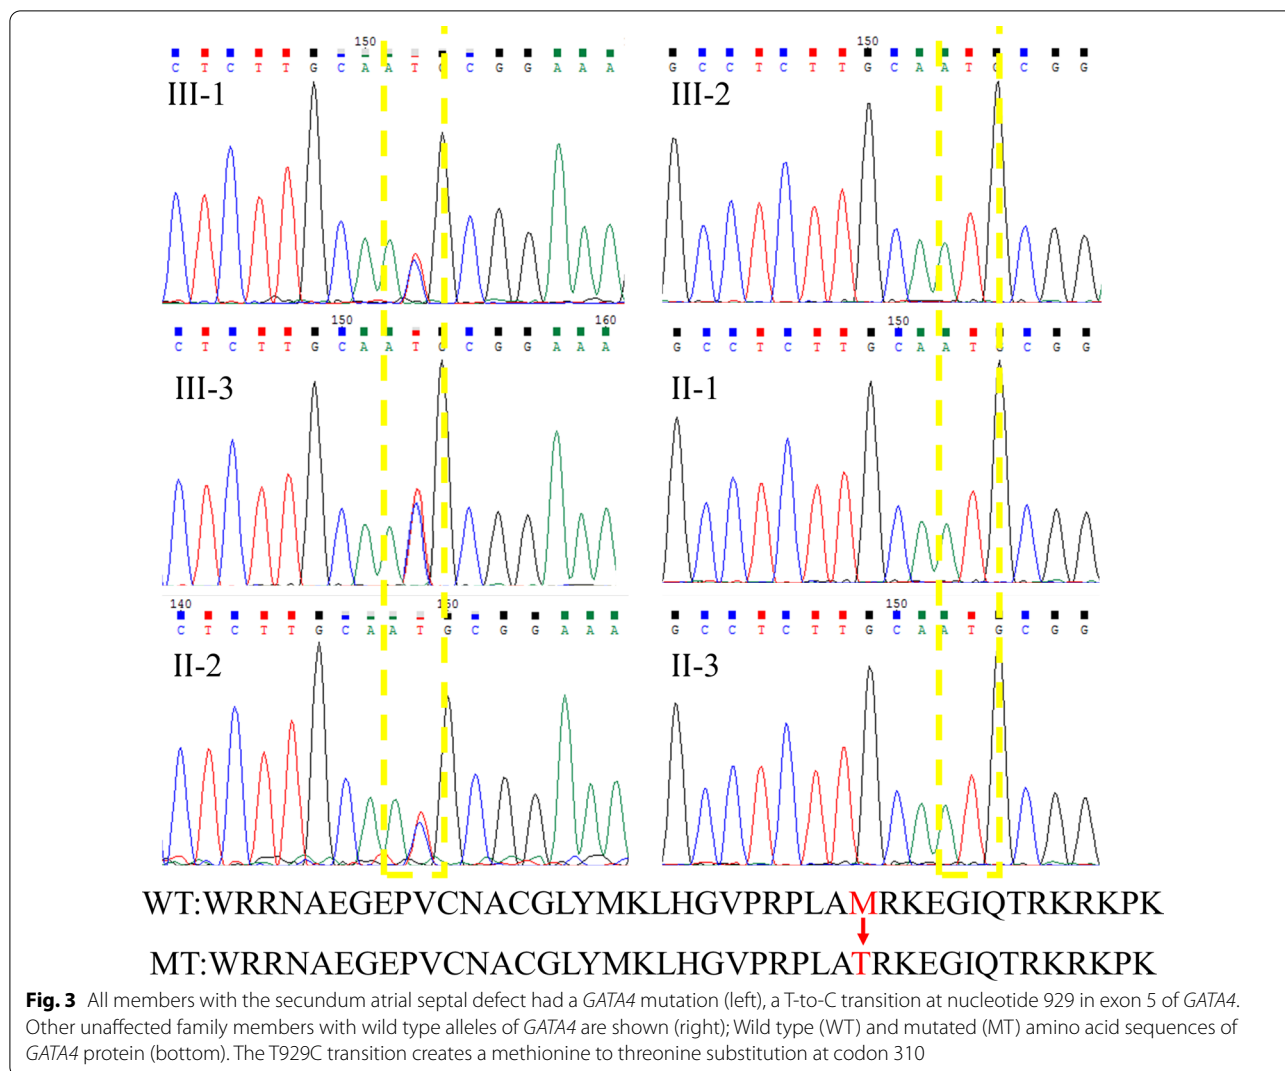 150
C T C T T G C A A T G C G G A A A
III-1
150
G C C T C T T G C A A T G C G G
III-2
150 160
C T C T T G C A A T G C G G A A A
III-3
150
G C C T C T T G C A A T G C G G
II-1
140 150
C T C T T G C A A T G C G G A A A
II-2
150
G C C T C T T G C A A T G C G G
II-3
WT:WRRNAEGEPVCNACGLYMKLHGVPRPLAMRKEGIQTRKRKPK
MT:WRRNAEGEPVCNACGLYMKLHGVPRPLATRKEGIQTRKRKPK
Fig. 3 All members with the secundum atrial septal defect had a GATA4 mutation (left), a T-to-C transition at nucleotide 929 in exon 5 of GATA4.
Other unaffected family members with wild type alleles of GATA4 are shown (right); Wild type (WT) and mutated (MT) amino acid sequences of
GATA4 protein (bottom). The T929C transition creates a methionine to threonine substitution at codon 310